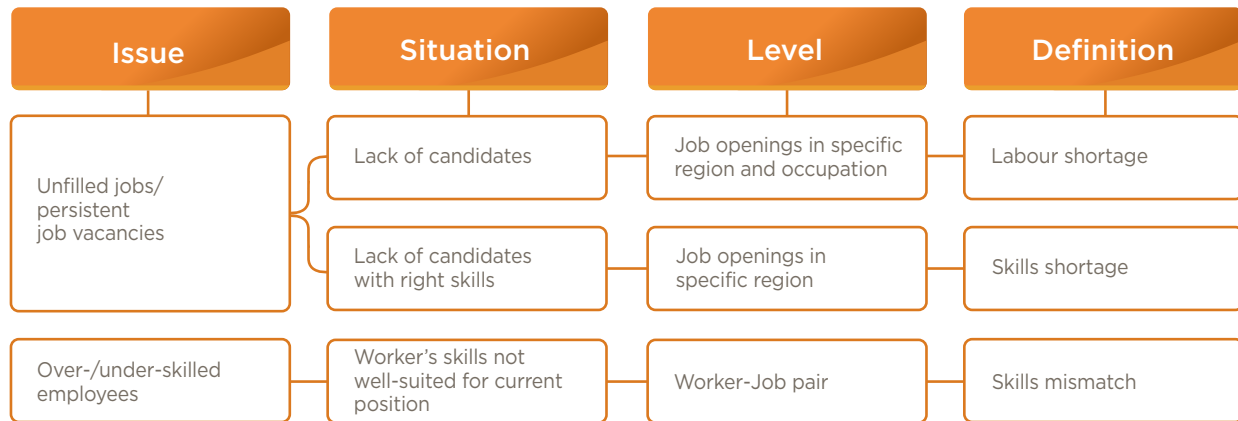 Issue
Situation
Level
Definition
Unfilled jobs/
persistent
job vacancies
Lack of candidates
Job openings in specific
region and occupation
Labour shortage
Lack of candidates
with right skills
Job openings in
specific region
Skills shortage
Over-/under-skilled
employees
Worker’s skills not
well-suited for current
position
Worker-Job pair
Skills mismatch